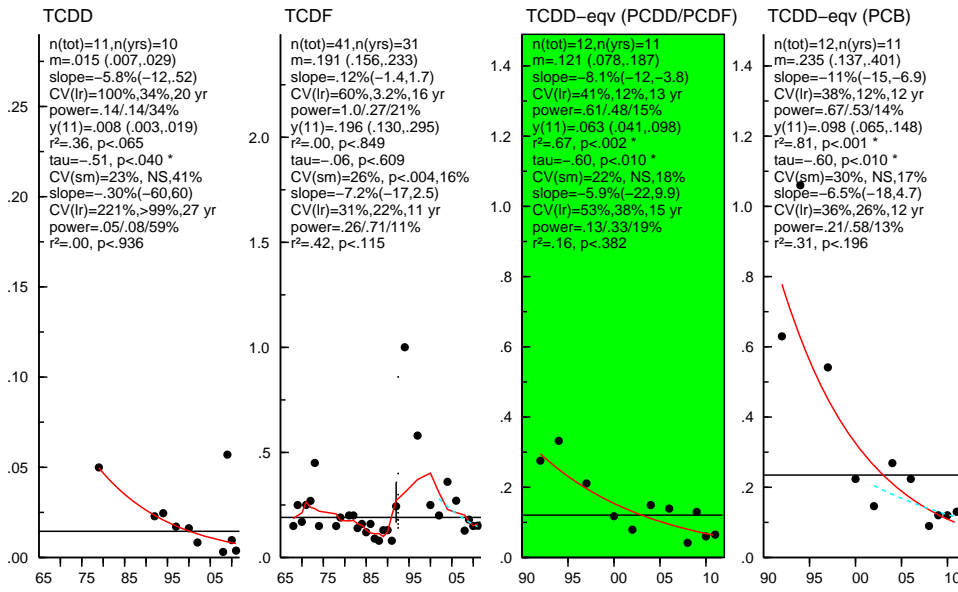 TCDD
n(tot)=11,n(yrs)=10
m=.015 (.007,.029)
slope=−5.8%(−12,.52)
CV(lr)=100%,34%,20 yr
power=.14/.14/34%
y(11)=.008 (.003,.019)
r²=.36, p<.065
tau=−.51, p<.040 *
CV(sm)=23%, NS,41%
slope=−.30%(−60,60)
CV(lr)=221%,>99%,27 yr
power=.05/.08/59%
r²=.00, p<.936
.25
.20
.15
.10
.05
.00
65 75 85 95 05
TCDF
n(tot)=41,n(yrs)=31
m=.191 (.156,.233)
slope=.12%(−1.4,1.7)
CV(lr)=60%,3.2%,16 yr
power=1.0/.27/21%
y(11)=.196 (.130,.295)
r²=.00, p<.849
tau=−.06, p<.609
CV(sm)=26%, p<.004,16%
slope=−7.2%(−17,2.5)
CV(lr)=31%,22%,11 yr
power=.26/.71/11%
r²=.42, p<.115
2.0
1.5
1.0
.5
.0
65 75 85 95 05
TCDD−eqv (PCDD/PCDF)
n(tot)=12,n(yrs)=11
m=.121 (.078,.187)
slope=−8.1%(−12,−3.8)
CV(lr)=41%,12%,13 yr
power=.61/.48/15%
y(11)=.063 (.041,.098)
r²=.67, p<.002 *
tau=−.60, p<.010 *
CV(sm)=22%, NS,18%
slope=−5.9%(−22,9.9)
CV(lr)=53%,38%,15 yr
power=.13/.33/19%
r²=.16, p<.382
1.4
1.2
1.0
.8
.6
.4
.2
.0
90 95 00 05 10
TCDD−eqv (PCB)
n(tot)=12,n(yrs)=11
m=.235 (.137,.401)
slope=−11%(−15,−6.9)
CV(lr)=38%,12%,12 yr
power=.67/.53/14%
y(11)=.098 (.065,.148)
r²=.81, p<.001 *
tau=−.60, p<.010 *
CV(sm)=30%, NS,17%
slope=−6.5%(−18,4.7)
CV(lr)=36%,26%,12 yr
power=.21/.58/13%
r²=.31, p<.196
1.4
1.2
1.0
.8
.6
.4
.2
.0
90 95 00 05 10